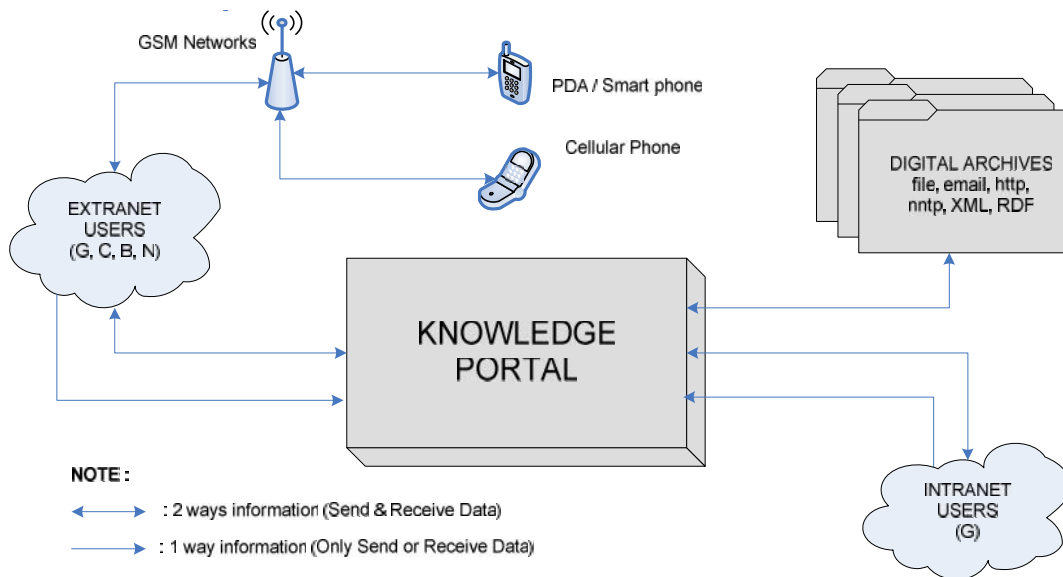 GSM Networks
PDA / Smart phone
Cellular Phone
DIGITAL ARCHIVES
file, email, http,
nntp, XML, RDF
EXTRANET
USERS
(G, C, B, N)
KNOWLEDGE
PORTAL
INTRANET
USERS
(G)
NOTE :
: 2 ways information (Send & Receive Data)
: 1 way information (Only Send or Receive Data)